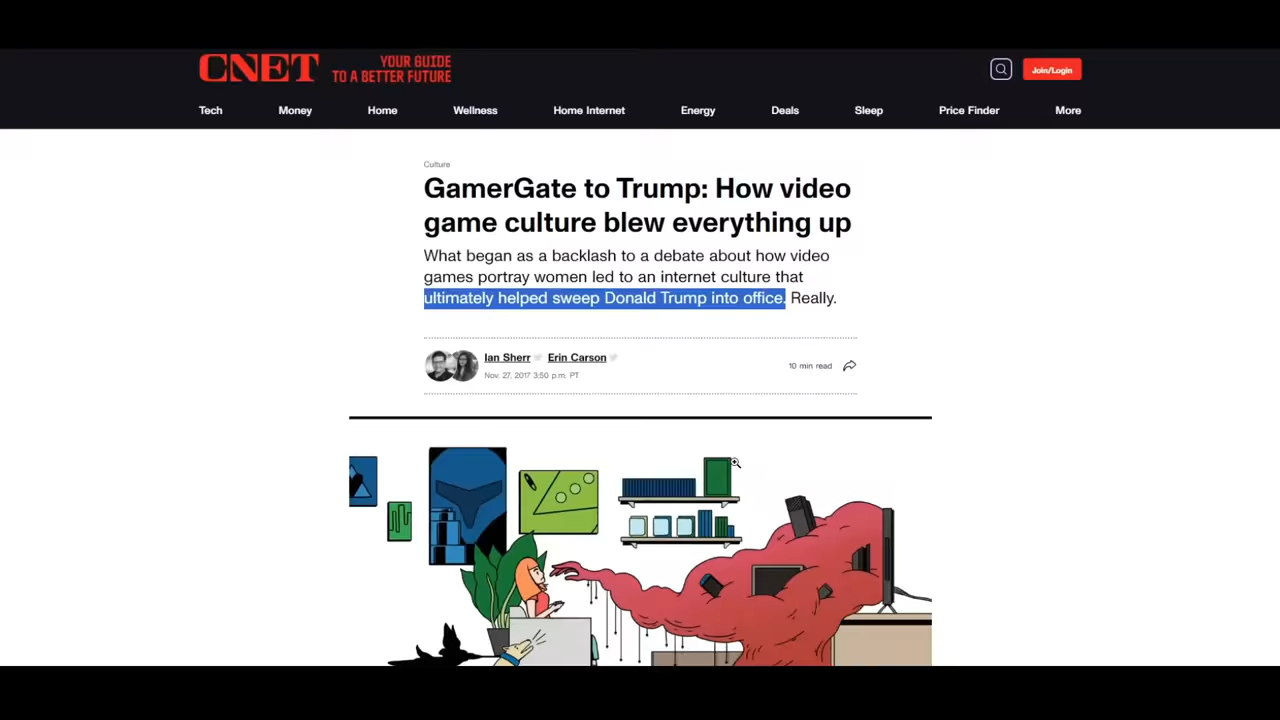 CNET
YOUR GUIDE
TO A BETTER FUTURE
Join/Login
Tech
Money
Home
Wellness
Home Internet
Energy
Deals
Sleep
Price Finder
More
Culture
GamerGate to Trump: How video
game culture blew everything up
What began as a backlash to a debate about how video
games portray women led to an internet culture that
ultimately helped sweep Donald Trump into office. Really.
Ian Sherr Erin Carson
Nov. 27, 2017 3:50 p.m. PT
10 min read